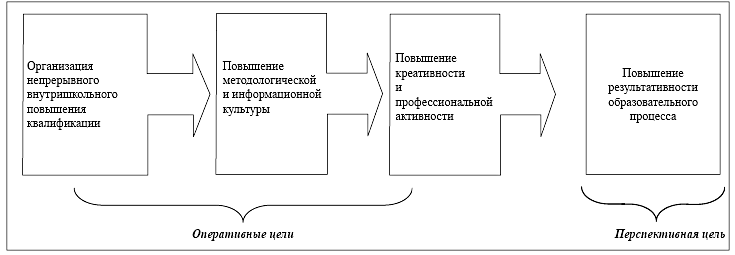 Организация
непрерывного
внутришкольного
повышения
квалификации
Повышение
методологической
и информационной
культуры
Повышение
креативности
и
профессиональной
активности
Повышение
результативности
образовательного
процесса
Оперативные цели
Перспективная цель